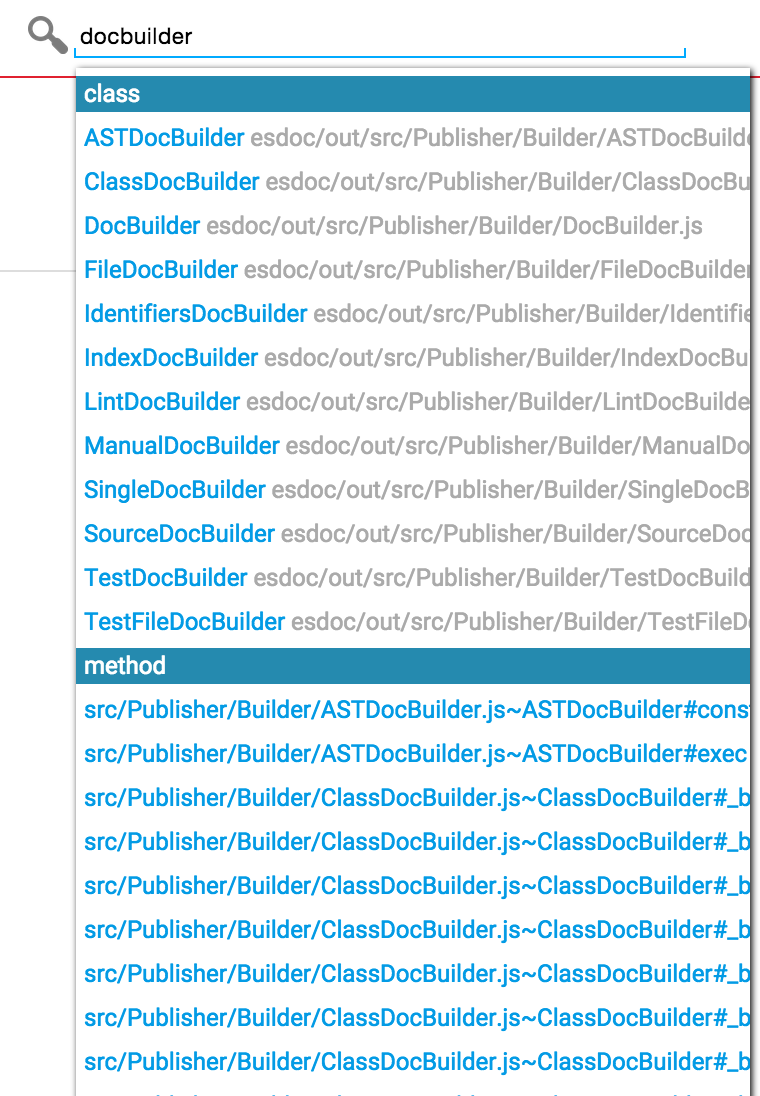 docbuilder
class
ASTDocBuilder esdoc/out/src/Publisher/Builder/ASTDocBuild
ClassDocBuilder esdoc/out/src/Publisher/Builder/ClassDocBu
DocBuilder esdoc/out/src/Publisher/Builder/DocBuilder.js
FileDocBuilder esdoc/out/src/Publisher/Builder/FileDocBuilder
IdentifiersDocBuilder esdoc/out/src/Publisher/Builder/Identifie
IndexDocBuilder esdoc/out/src/Publisher/Builder/IndexDocBu
LintDocBuilder esdoc/out/src/Publisher/Builder/LintDocBuilde
ManualDocBuilder esdoc/out/src/Publisher/Builder/ManualDo
SingleDocBuilder esdoc/out/src/Publisher/Builder/SingleDocB
SourceDocBuilder esdoc/out/src/Publisher/Builder/SourceDoc
TestDocBuilder esdoc/out/src/Publisher/Builder/TestDocBuild
TestFileDocBuilder esdoc/out/src/Publisher/Builder/TestFileD
method
src/Publisher/Builder/ASTDocBuilder.js~ASTDocBuilder#cons
src/Publisher/Builder/ASTDocBuilder.js~ASTDocBuilder#exec
src/Publisher/Builder/ClassDocBuilder.js~ClassDocBuilder#_b
src/Publisher/Builder/ClassDocBuilder.js~ClassDocBuilder#_b
src/Publisher/Builder/ClassDocBuilder.js~ClassDocBuilder#_b
src/Publisher/Builder/ClassDocBuilder.js~ClassDocBuilder#_b
src/Publisher/Builder/ClassDocBuilder.js~ClassDocBuilder#_b
src/Publisher/Builder/ClassDocBuilder.js~ClassDocBuilder#_b
src/Publisher/Builder/ClassDocBuilder.js~ClassDocBuilder#_b